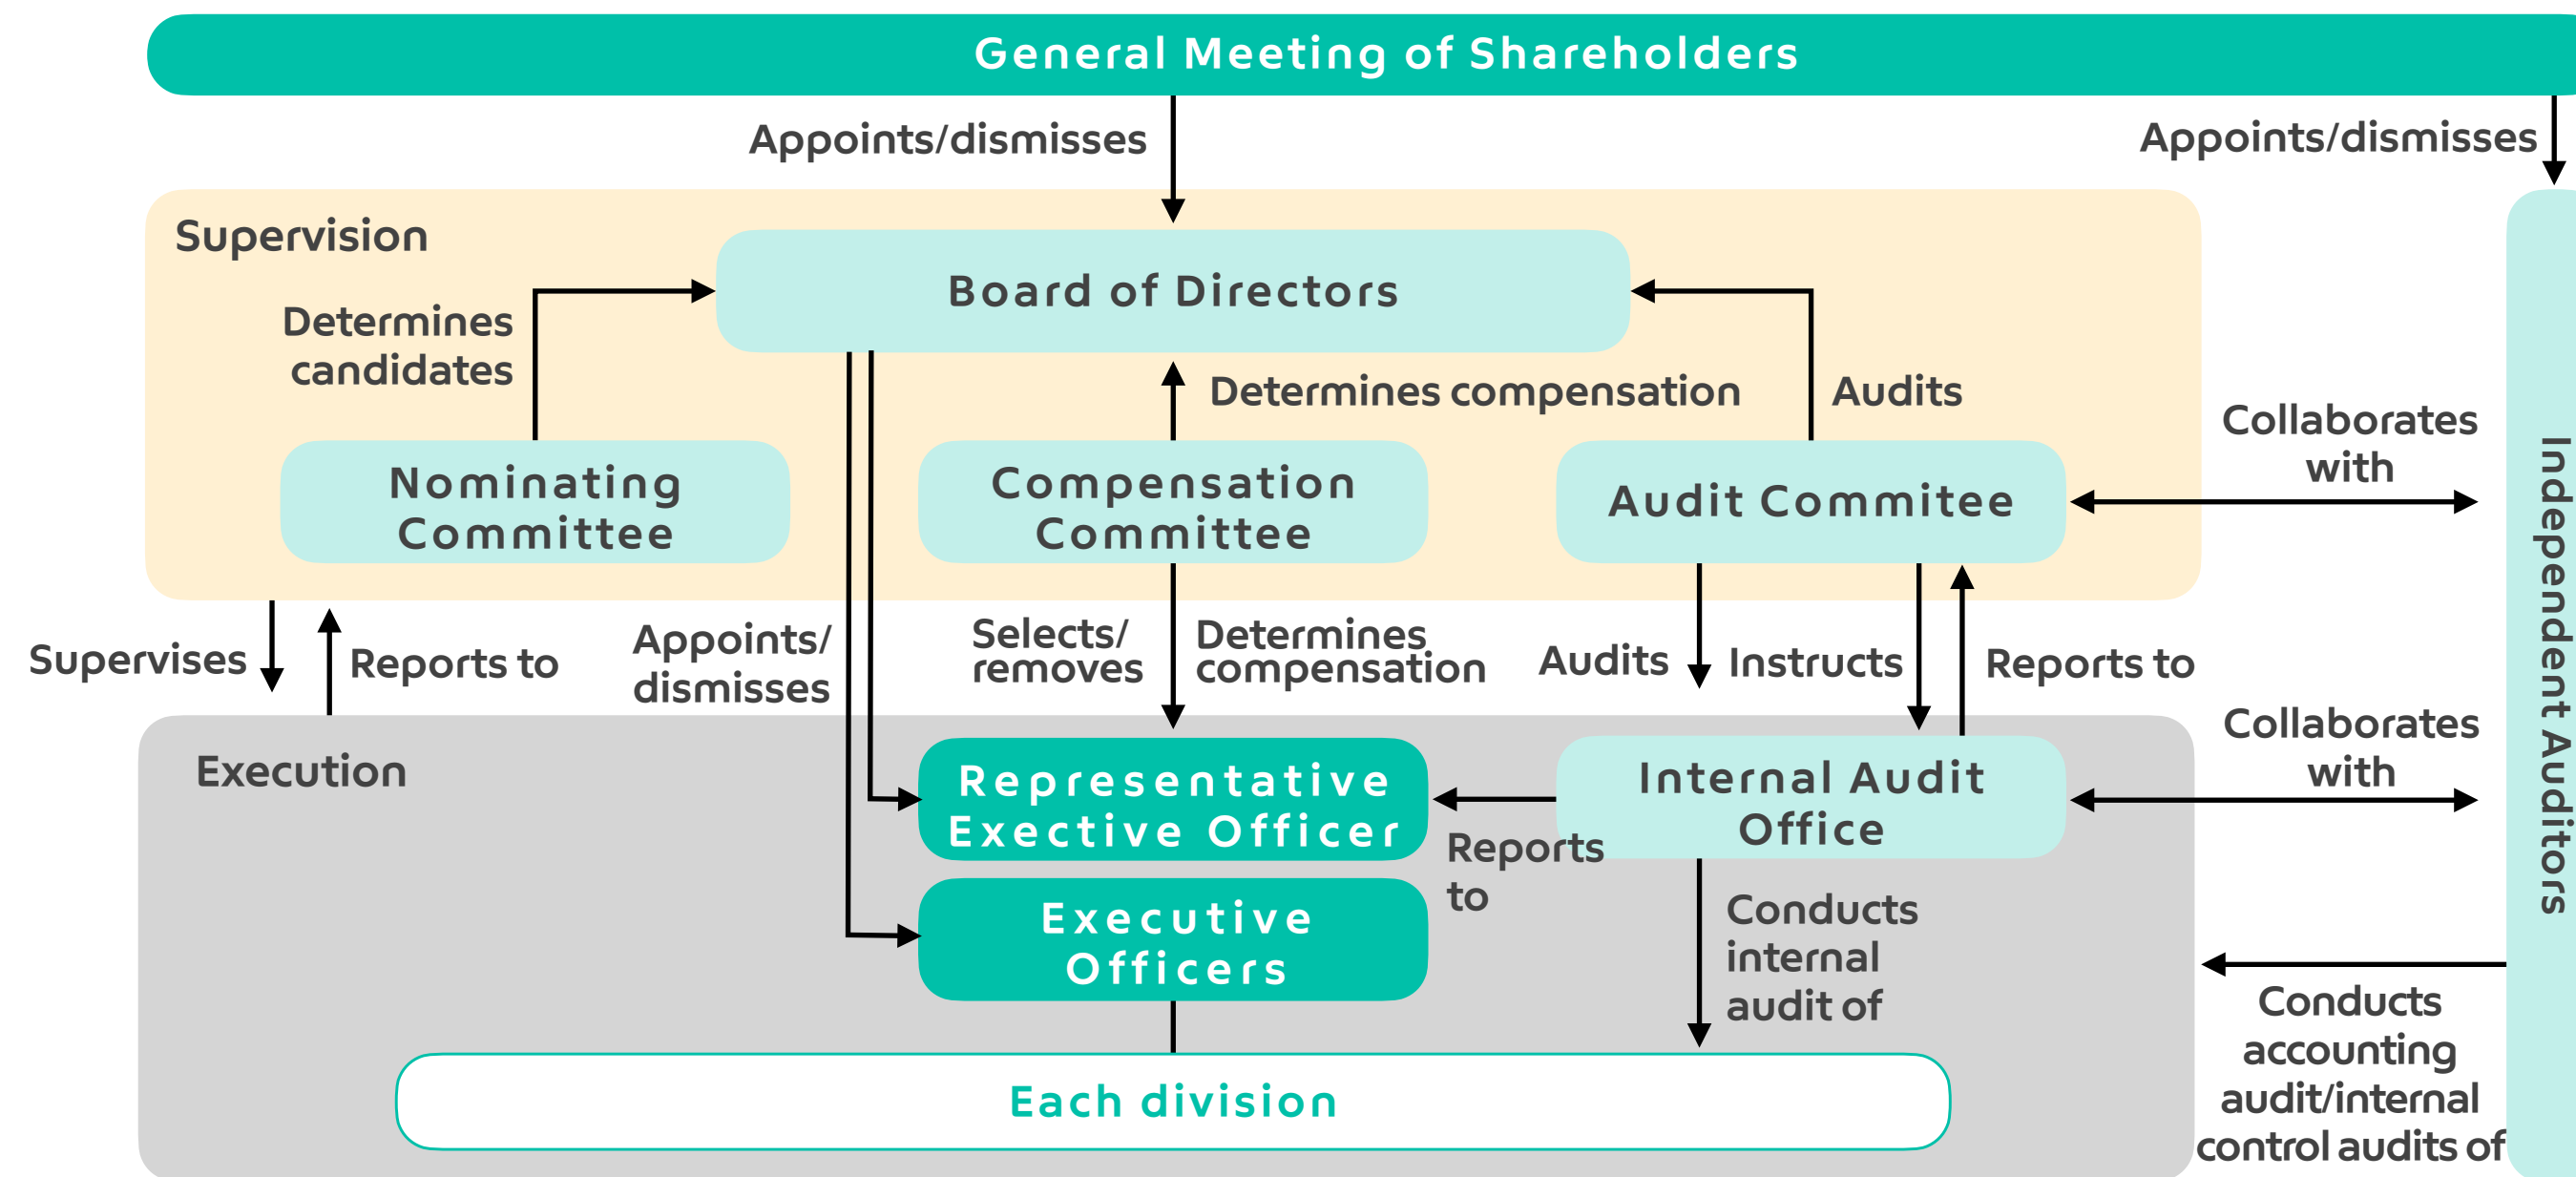 General Meeting of Shareholders
Appoints/dismisses
Appoints/dismisses
Supervision
Board of Directors
Determines
candidates
Determines compensation
Audits
Nominating
Committee
Compensation
Committee
Audit Commitee
Collaborates
with
Independent Auditors
Supervises
Reports to
Appoints/
dismisses
Selects/
removes
Determines
compensation
Audits
Instructs
Reports to
Execution
Representative
Exective Officer
Reports
to
Internal Audit
Office
Collaborates
with
Executive
Officers
Conducts
internal
audit of
Conducts
accounting
audit/internal
control audits of
Each division